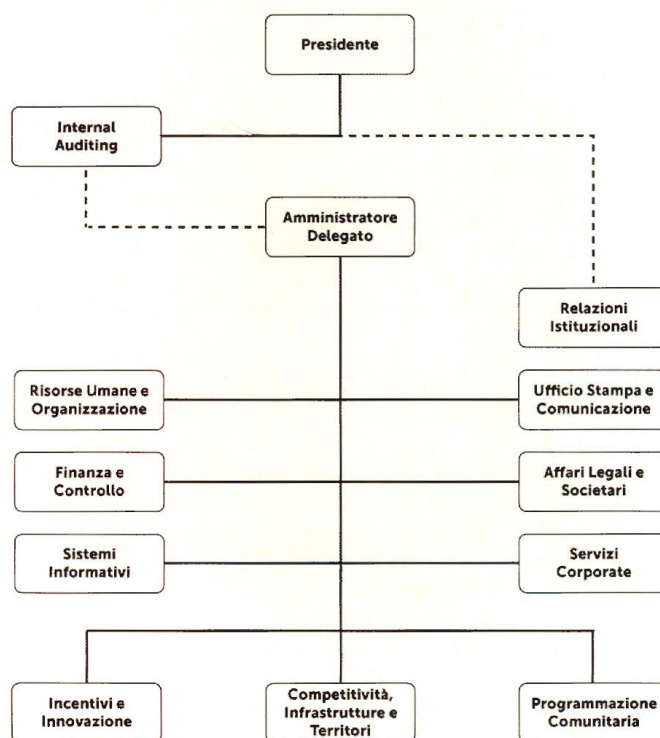 Presidente
Internal
Auditing
Amministratore
Delegato
Relazioni
Istituzionali
Risorse Umane e
Organizzazione
Ufficio Stampa e
Comunicazione
Finanza e
Controllo
Affari Legali e
Societari
Sistemi
Informativi
Servizi
Corporate
Incentivi e
Innovazione
Competitività,
Infrastrutture e
Territori
Programmazione
Comunitaria